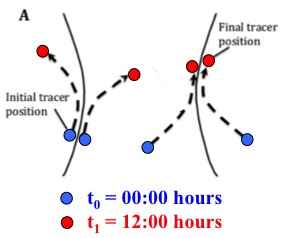 A
Final tracer
position
Initial tracer
position
t₀ = 00:00 hours
t₁ = 12:00 hours